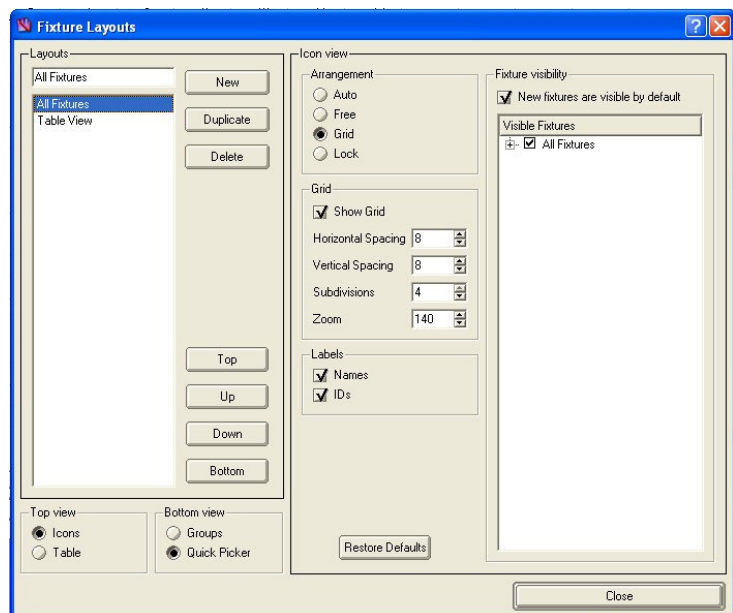 Fixture Layouts
Layouts
All Fixtures
All Fixtures
Table View
New
Duplicate
Delete
Top
Up
Down
Bottom
Top view
Icons
Table
Bottom view
Groups
Quick Picker
Icon view
Arrangement
Auto
Free
Grid
Lock
Grid
Show Grid
Horizontal Spacing 8
Vertical Spacing 8
Subdivisions 4
Zoom 140
Labels
Names
IDs
Restore Defaults
Fixture visibility
New fixtures are visible by default
Visible Fixtures
All Fixtures
Close